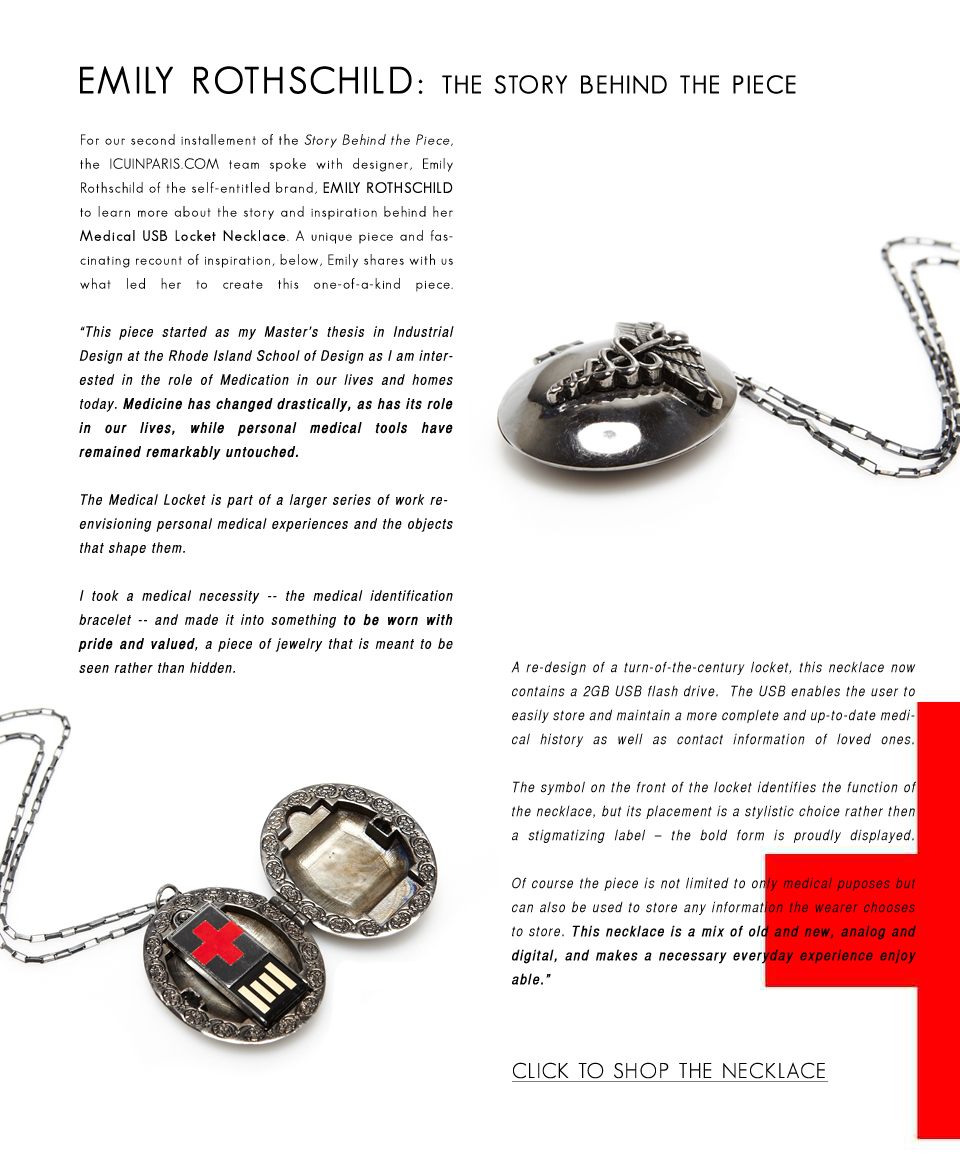 EMILY ROTHSCHILD: THE STORY BEHIND THE PIECE
For our second installement of the Story Behind the Piece,
the ICUINPARIS.COM team spoke with designer, Emily
Rothschild of the self-entitled brand, EMILY ROTHSCHILD
to learn more about the story and inspiration behind her
Medical USB Locket Necklace. A unique piece and fas-
cinating recount of inspiration, below, Emily shares with us
what led her to create this one-of-a-kind piece.
“This piece started as my Master's thesis in Industrial
Design at the Rhode Island School of Design as I am inter-
ested in the role of Medication in our lives and homes
today. Medicine has changed drastically, as has its role
in our lives, while personal medical tools have
remained remarkably untouched.
The Medical Locket is part of a larger series of work re-
envisioning personal medical experiences and the objects
that shape them.
I took a medical necessity -- the medical identification
bracelet -- and made it into something to be worn with
pride and valued, a piece of jewelry that is meant to be
seen rather than hidden.
A re-design of a turn-of-the-century locket, this necklace now
contains a 2GB USB flash drive. The USB enables the user to
easily store and maintain a more complete and up-to-date medi-
cal history as well as contact information of loved ones.
The symbol on the front of the locket identifies the function of
the necklace, but its placement is a stylistic choice rather then
a stigmatizing label – the bold form is proudly displayed.
Of course the piece is not limited to only medical puposes but
can also be used to store any information the wearer chooses
to store. This necklace is a mix of old and new, analog and
digital, and makes a necessary everyday experience enjoy
able.”
CLICK TO SHOP THE NECKLACE